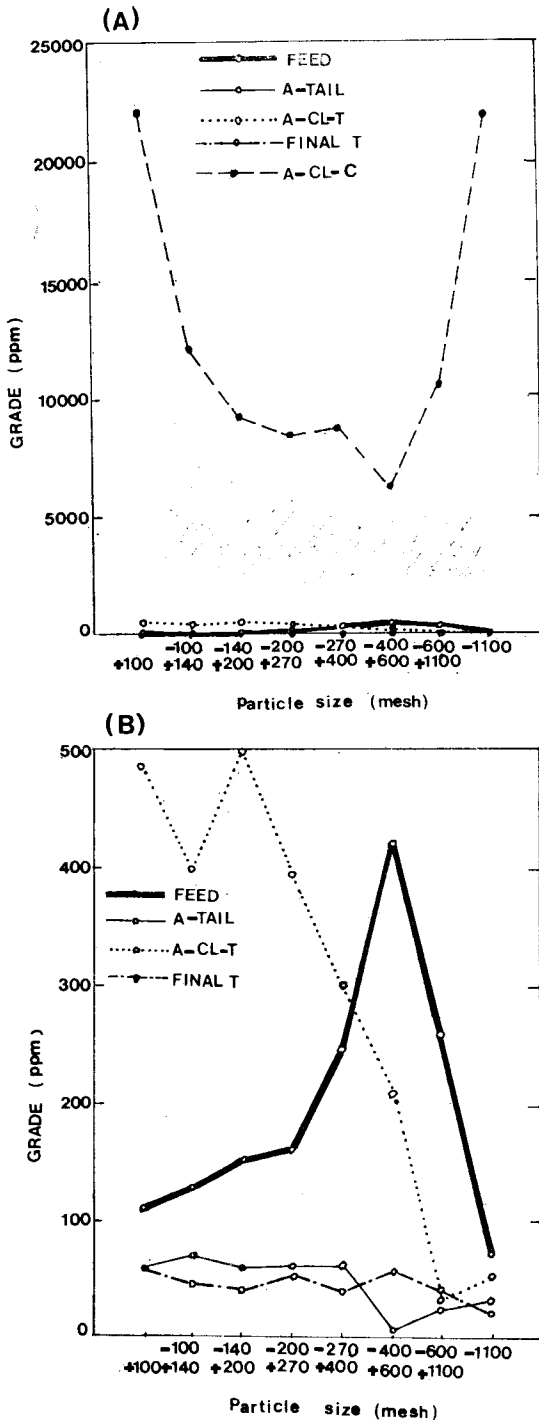 (A)
25000
20000
15000
10000
5000
0
GRADE (ppm)
FEED
A-TAIL
A-CL-T
FINAL T
A-CL-C
-100 -140 -200 -270 -400 -600 -1100
+100 +140 +200 +270 +400 +600 +1100
Particle size (mesh)
(B)
500
400
300
200
100
0
GRADE (ppm)
FEED
A-TAIL
A-CL-T
FINAL T
-100 -140 -200 -270 -400 -600 -1100
+100 +140 +200 +270 +400 +600 +1100
Particle size (mesh)